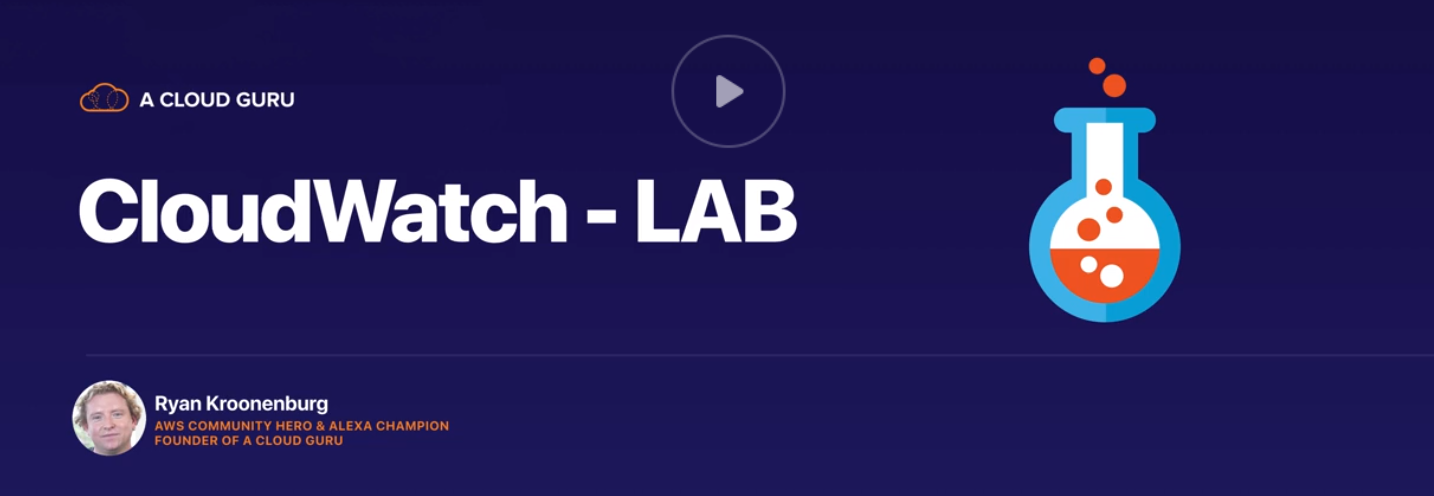 A CLOUD GURU
CloudWatch - LAB
Ryan Kroonenburg
AWS COMMUNITY HERO & ALEXA CHAMPION
FOUNDER OF A CLOUD GURU